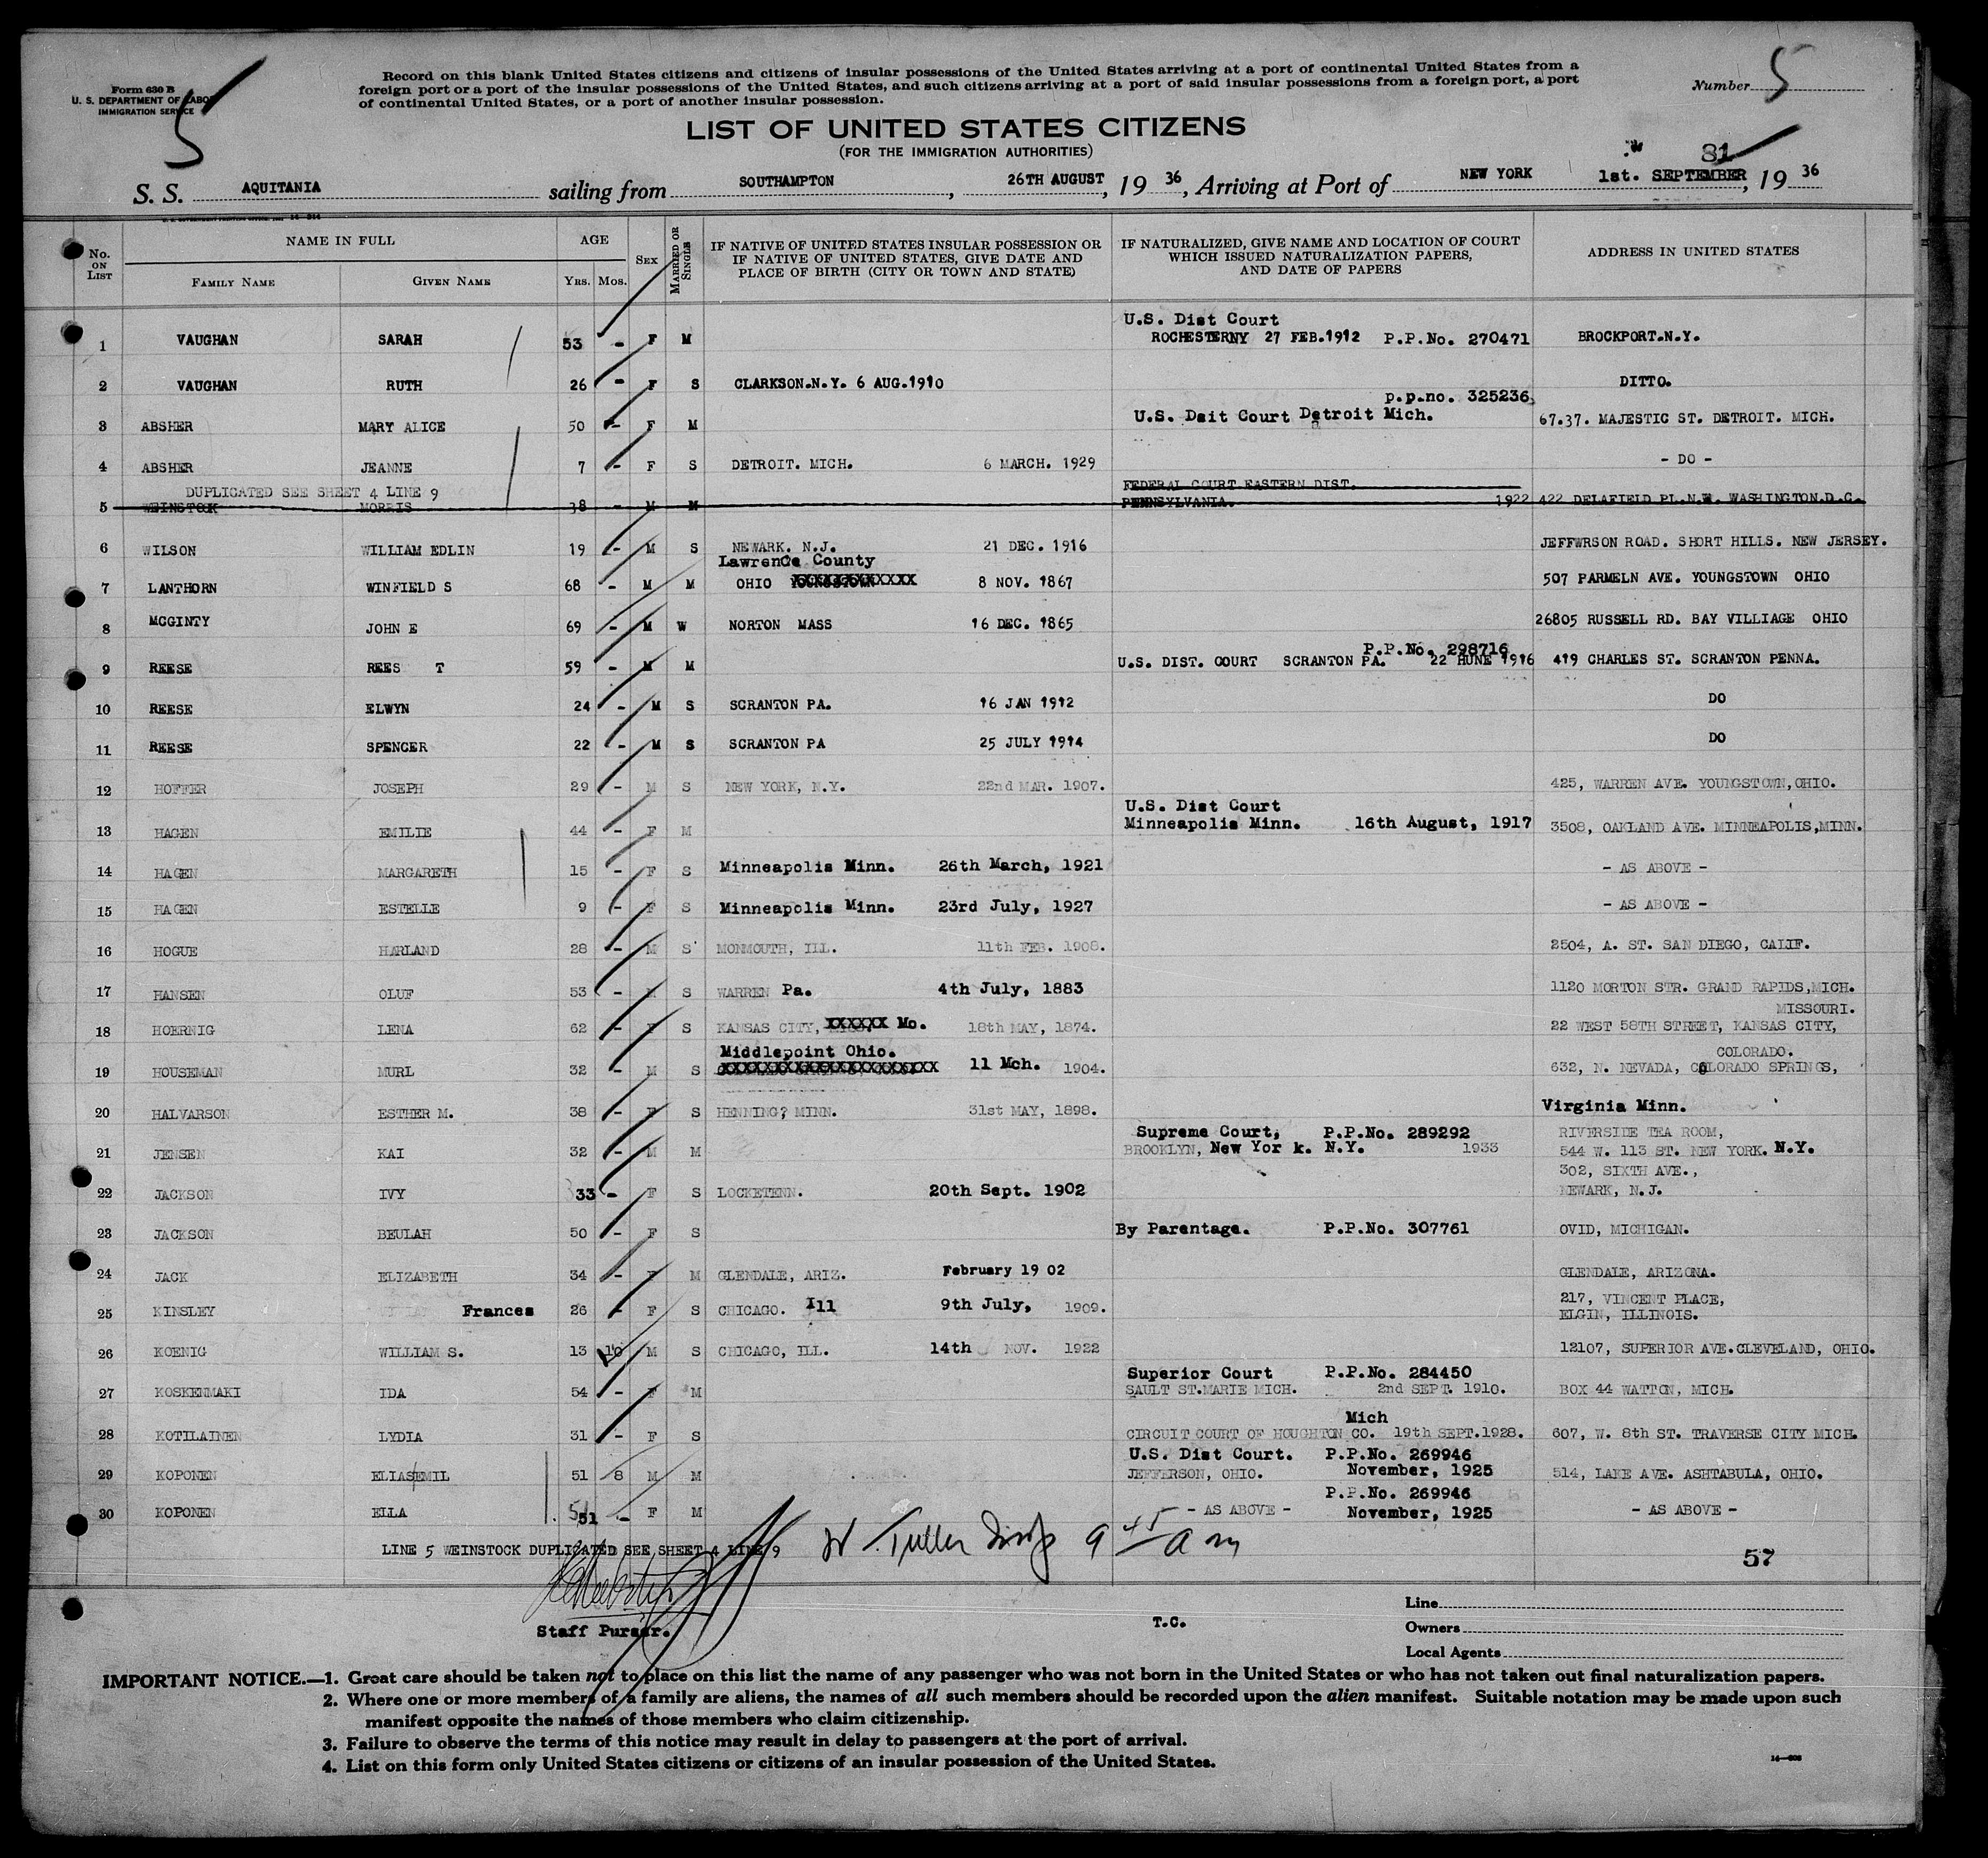 Form 630 B
U. S. DEPARTMENT OF LABOR
IMMIGRATION SERVICE
5
Record on this blank United States citizens and citizens of insular possessions of the United States arriving at a port of continental United States from a
foreign port or a port of the insular possessions of the United States, and such citizens arriving at a port of said insular possessions from a foreign port, a port
of continental United States, or a port of another insular possession.
Number 5
LIST OF UNITED STATES CITIZENS
(FOR THE IMMIGRATION AUTHORITIES)
81
S. S. AQUITANIA sailing from SOUTHAMPTON, 26TH AUGUST, 19 36, Arriving at Port of NEW YORK 1st. SEPTEMBER, 19 36
No. ON LIST
NAME IN FULL
FAMILY NAME GIVEN NAME
AGE
YRS. MOS.
SEX
MARRIED OR SINGLE
IF NATIVE OF UNITED STATES INSULAR POSSESSION OR
IF NATIVE OF UNITED STATES, GIVE DATE AND
PLACE OF BIRTH (CITY OR TOWN AND STATE)
IF NATURALIZED, GIVE NAME AND LOCATION OF COURT
WHICH ISSUED NATURALIZATION PAPERS,
AND DATE OF PAPERS
ADDRESS IN UNITED STATES
U.S. Dist Court
1 VAUGHAN SARAH 53 - F M ROCHESTERNY 27 FEB.1912 P.P.No. 270471 BROCKPORT.N.Y.
2 VAUGHAN RUTH 26 - F S CLARKSON.N.Y. 6 AUG.1910 DITTO.
p.p.no. 325236
3 ABSHER MARY ALICE 50 - F M U.S. Dsit Court Detroit Mich. 67.37. MAJESTIC ST. DETROIT. MICH.
4 ABSHER JEANNE 7 - F S DETROIT. MICH. 6 MARCH. 1929 - DO -
DUPLICATED SEE SHEET 4 LINE 9 FEDERAL COURT EASTERN DIST.
5 WEINSTOCK MORRIS 38 - M M PENNSYLVANIA. 1922 422 DELAFIELD PL.N.W. WASHINGTON.D.C.
6 WILSON WILLIAM EDLIN 19 - M S NEWARK. N.J. 21 DEC. 1916 JEFFWRSON ROAD. SHORT HILLS. NEW JERSEY.
Lawrence County
7 LANTHORN WINFIELD S 68 - M M OHIO XXXXXXXXXXXX 8 NOV. 1867 507 PARMELN AVE. YOUNGSTOWN OHIO
8 MCGINTY JOHN E 69 - M W NORTON MASS 16 DEC. 1865 26805 RUSSELL RD. BAY VILLIAGE OHIO
P.P.No. 298716
9 REESE REES T 59 - M M U.S. DIST. COURT SCRANTON PA. 22 HUNE 1916 419 CHARLES ST. SCRANTON PENNA.
10 REESE ELWYN 24 - M S SCRANTON PA. 16 JAN 1912 DO
11 REESE SPENCER 22 - M S SCRANTON PA 25 JULY 1914 DO
12 HOFFER JOSEPH 29 - M S NEW YORK, N.Y. 22nd MAR. 1907. 425, WARREN AVE. YOUNGSTOWN,OHIO.
U.S. Dist Court
13 HAGEN EMILIE 44 - F M Minneapolis Minn. 16th August, 1917 3508, OAKLAND AVE. MINNEAPOLIS,MINN.
14 HAGEN MARGARETH 15 - F S Minneapolis Minn. 26th March, 1921 - AS ABOVE -
15 HAGEN ESTELLE 9 - F S Minneapolis Minn. 23rd July, 1927 - AS ABOVE -
16 HOGUE HARLAND 28 - M S MONMOUTH, ILL. 11th FEB. 1908. 2504, A. ST. SAN DIEGO, CALIF.
17 HANSEN OLUF 53 - M S WARREN Pa. 4th July, 1883 1120 MORTON STR. GRAND RAPIDS,MICH.
MISSOURI.
18 HOERNIG LENA 62 - F S KANSAS CITY, XXXXXX Mo. 18th MAY, 1874. 22 WEST 58TH STREET, KANSAS CITY,
Middlepoint Ohio. COLORADO.
19 HOUSEMAN MURL 32 - M S XXXXXXXXXXXXXXXXXXXXX 11 Mch. 1904. 632, N. NEVADA, COLORADO SPRINGS,
20 HALVARSON ESTHER M. 38 - F S HENNING? MINN. 31st MAY, 1898. Virginia Minn.
Supreme Court, P.P.No. 289292 RIVERSIDE TEA ROOM,
21 JENSEN KAI 32 - M M BROOKLYN, New Yor k. N.Y. 1933 544 W. 113 ST. NEW YORK. N.Y.
302, SIXTH AVE.,
22 JACKSON IVY 33 - F S LOCKETENN. 20th Sept. 1902 NEWARK, N.J.
23 JACKSON BEULAH 50 - F S By Parentage. P.P.No. 307761 OVID, MICHIGAN.
24 JACK ELIZABETH 34 - F M GLENDALE, ARIZ. February 19 02 GLENDALE, ARIZONA.
217, VINCENT PLACE,
25 KINSLEY Frances 26 - F S CHICAGO. Ill 9th July, 1909. ELGIN, ILLINOIS.
26 KOENIG WILLIAM S. 13 10 M S CHICAGO, ILL. 14th NOV. 1922 12107, SUPERIOR AVE.CLEVELAND, OHIO.
Superior Court P.P.No. 284450
27 KOSKENMAKI IDA 54 - F M SAULT ST.MARIE MICH. 2nd SEPT. 1910. BOX 44 WATTON, MICH.
Mich
28 KOTILAINEN LYDIA 31 - F S CIRCUIT COURT OF HOUGHTON CO. 19th SEPT.1928. 607, W. 8th ST. TRAVERSE CITY MICH.
U.S. Dist Court. P.P.No. 269946
29 KOPONEN ELIAS EMIL 51 8 M M JEFFERSON, OHIO. November, 1925 514, LAKE AVE. ASHTABULA, OHIO.
P.P.No. 269946
30 KOPONEN ELLA 51 - F M - AS ABOVE - November, 1925 - AS ABOVE -
LINE 5 WEINSTOCK DUPLICATED SEE SHEET 4 LINE 9 W. Tuller Insp 9 45 a m
57
Staff Purser.
T.C.
Line
Owners
Local Agents
IMPORTANT NOTICE.—1. Great care should be taken not to place on this list the name of any passenger who was not born in the United States or who has not taken out final naturalization papers.
2. Where one or more members of a family are aliens, the names of all such members should be recorded upon the alien manifest. Suitable notation may be made upon such
manifest opposite the names of those members who claim citizenship.
3. Failure to observe the terms of this notice may result in delay to passengers at the port of arrival.
4. List on this form only United States citizens or citizens of an insular possession of the United States.